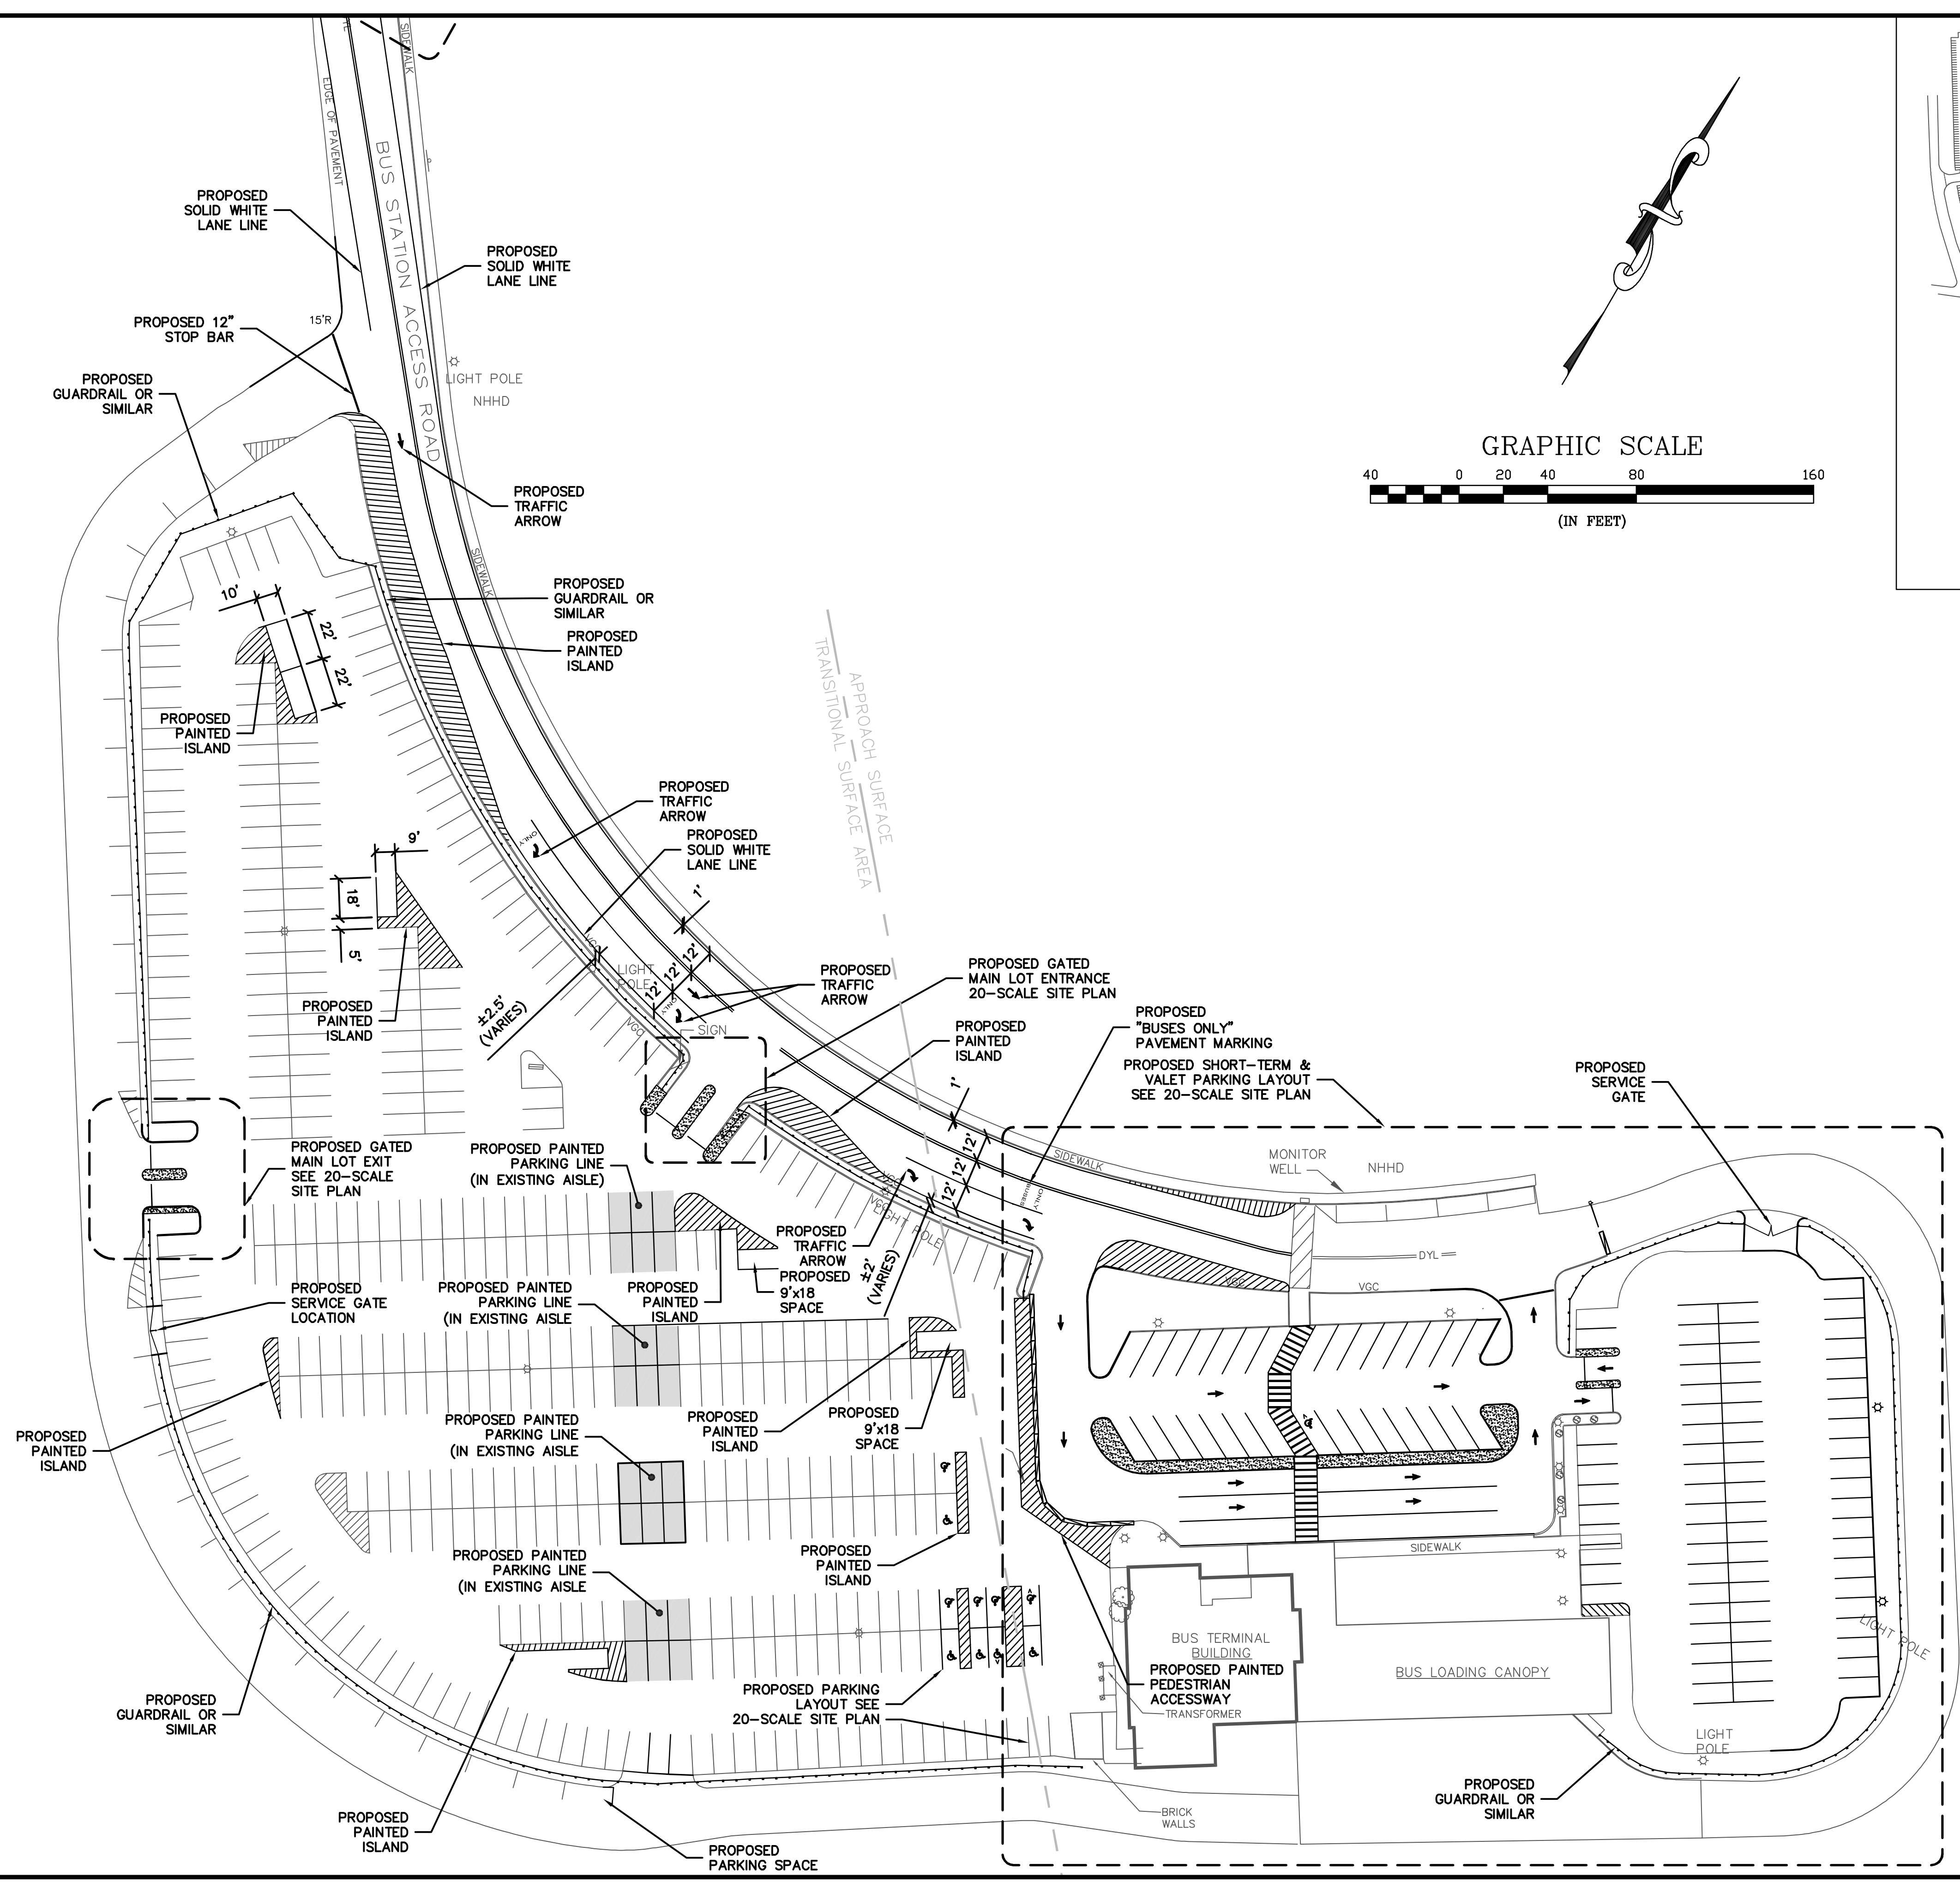 SIDEWALK
EDGE OF PAVEMENT
BUS STATION ACCESS ROAD
PROPOSED
SOLID WHITE
LANE LINE
PROPOSED
SOLID WHITE
LANE LINE
PROPOSED 12"
STOP BAR
15'R
LIGHT POLE
NHHD
PROPOSED
GUARDRAIL OR
SIMILAR
GRAPHIC SCALE
40 0 20 40 80 160
(IN FEET)
PROPOSED
TRAFFIC
ARROW
SIDEWALK
PROPOSED
GUARDRAIL OR
SIMILAR
PROPOSED
PAINTED
ISLAND
10'
22'
22'
PROPOSED
PAINTED
ISLAND
APPROACH SURFACE
TRANSITIONAL SURFACE AREA
PROPOSED
TRAFFIC
ARROW
ONLY
PROPOSED
SOLID WHITE
LANE LINE
9'
18'
5'
1'
12'
12'
12'
VGC
LIGHT
POLE
ONLY
VGC
SIGN
±2.5'
(VARIES)
PROPOSED
PAINTED
ISLAND
PROPOSED
TRAFFIC
ARROW
PROPOSED GATED
MAIN LOT ENTRANCE
20-SCALE SITE PLAN
PROPOSED
PAINTED
ISLAND
PROPOSED
"BUSES ONLY"
PAVEMENT MARKING
PROPOSED SHORT-TERM &
VALET PARKING LAYOUT
SEE 20-SCALE SITE PLAN
PROPOSED
SERVICE
GATE
1'
12'
12'
12'
SIDEWALK
MONITOR
WELL
NHHD
BUSES
ONLY
PROPOSED GATED
MAIN LOT EXIT
SEE 20-SCALE
SITE PLAN
PROPOSED PAINTED
PARKING LINE
(IN EXISTING AISLE)
VGC
VGC
LIGHT POLE
PROPOSED
TRAFFIC
ARROW
±2'
(VARIES)
PROPOSED
9'x18
SPACE
DYL
VGC
VGC
PROPOSED
SERVICE GATE
LOCATION
PROPOSED PAINTED
PARKING LINE
(IN EXISTING AISLE
PROPOSED
PAINTED
ISLAND
PROPOSED
PAINTED
ISLAND
PROPOSED PAINTED
PARKING LINE
(IN EXISTING AISLE
PROPOSED
PAINTED
ISLAND
PROPOSED
9'x18
SPACE
PROPOSED PAINTED
PARKING LINE
(IN EXISTING AISLE
PROPOSED
PAINTED
ISLAND
SIDEWALK
BUS TERMINAL
BUILDING
BUS LOADING CANOPY
PROPOSED PAINTED
PEDESTRIAN
ACCESSWAY
TRANSFORMER
LIGHT POLE
LIGHT
POLE
PROPOSED
GUARDRAIL OR
SIMILAR
PROPOSED PARKING
LAYOUT SEE
20-SCALE SITE PLAN
PROPOSED
GUARDRAIL OR
SIMILAR
PROPOSED
PAINTED
ISLAND
BRICK
WALLS
PROPOSED
PARKING SPACE